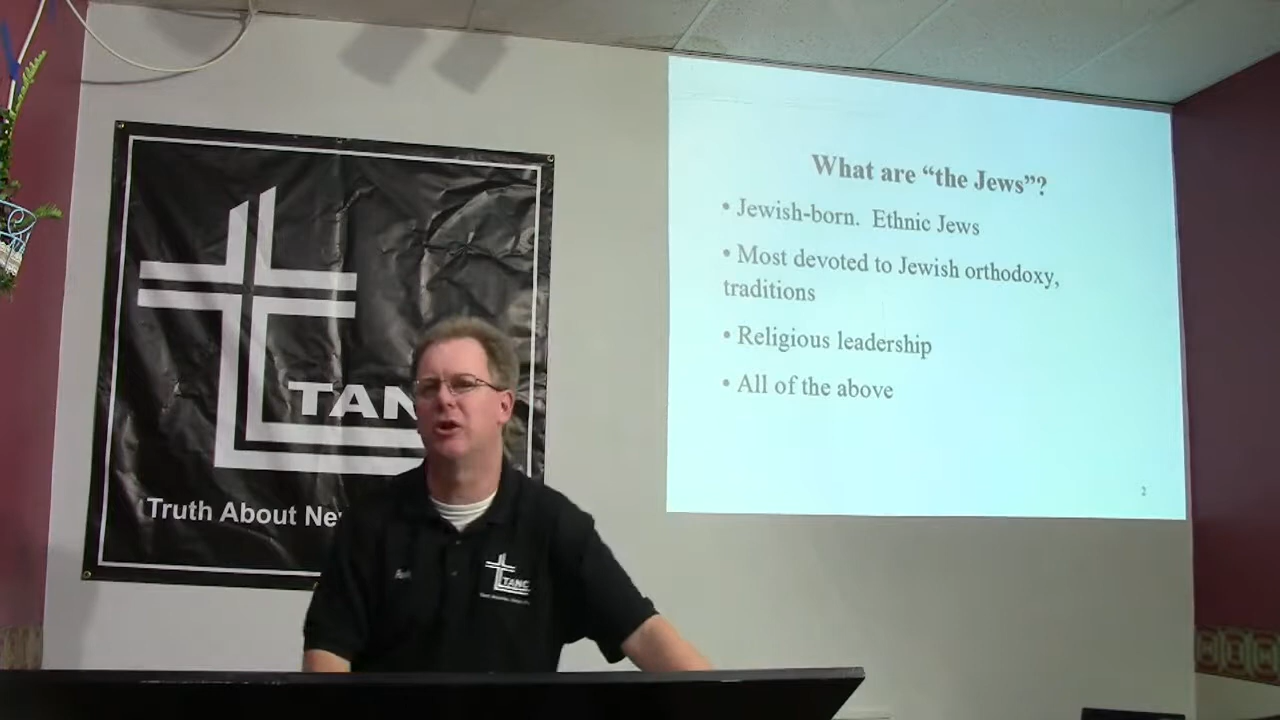 TANC
Truth About Ne
What are “the Jews”?
• Jewish-born. Ethnic Jews
• Most devoted to Jewish orthodoxy,
traditions
• Religious leadership
• All of the above
2
TANC